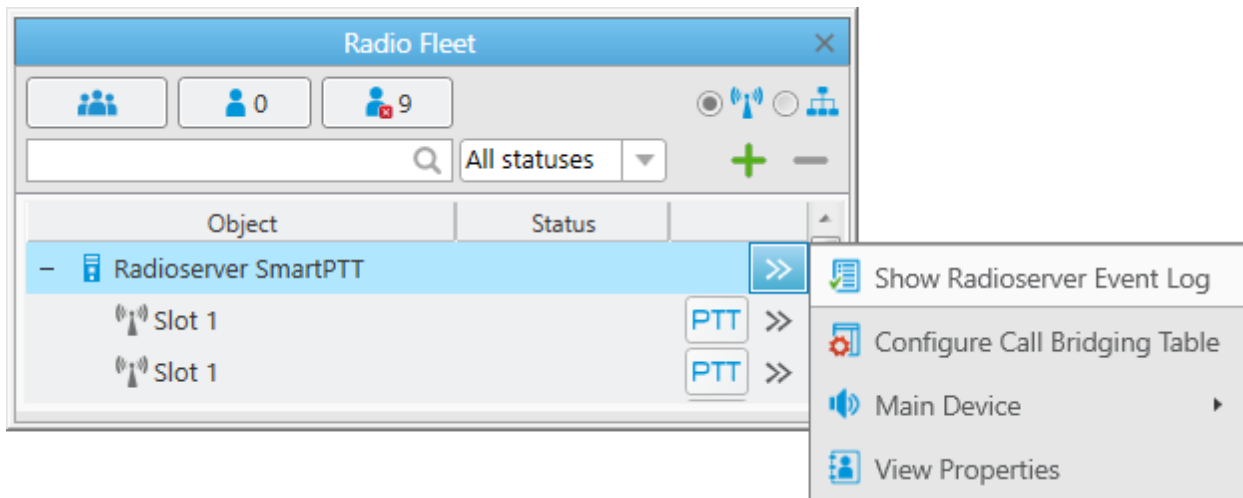 Radio Fleet
0
9
All statuses
Object Status
Radioserver SmartPTT
Slot 1 PTT
Slot 1 PTT
Show Radioserver Event Log
Configure Call Bridging Table
Main Device
View Properties